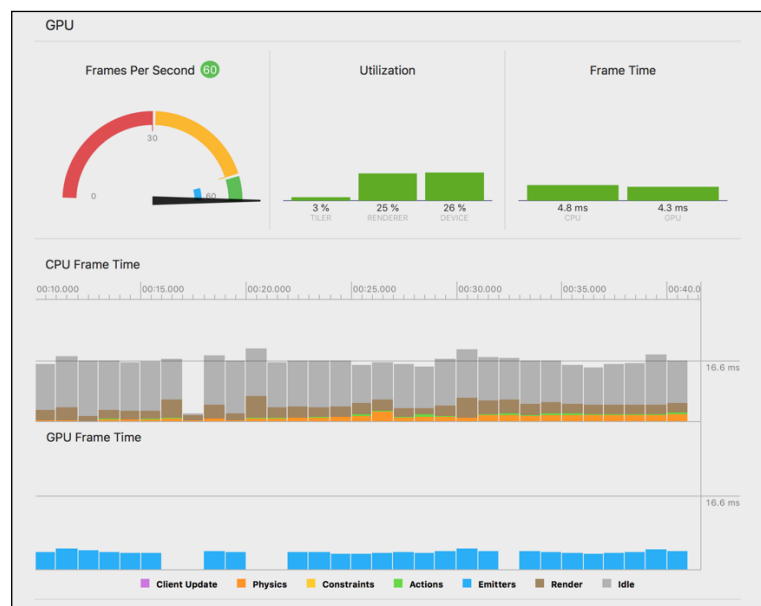 GPU
Frames Per Second 60
Utilization
Frame Time
30
0
60
3 %
25 %
26 %
4.8 ms
4.3 ms
TILER
RENDERER
DEVICE
CPU
GPU
CPU Frame Time
00:10.000
00:15.000
00:20.000
00:25.000
00:30.000
00:35.000
00:40.0
16.6 ms
GPU Frame Time
16.6 ms
Client Update
Physics
Constraints
Actions
Emitters
Render
Idle